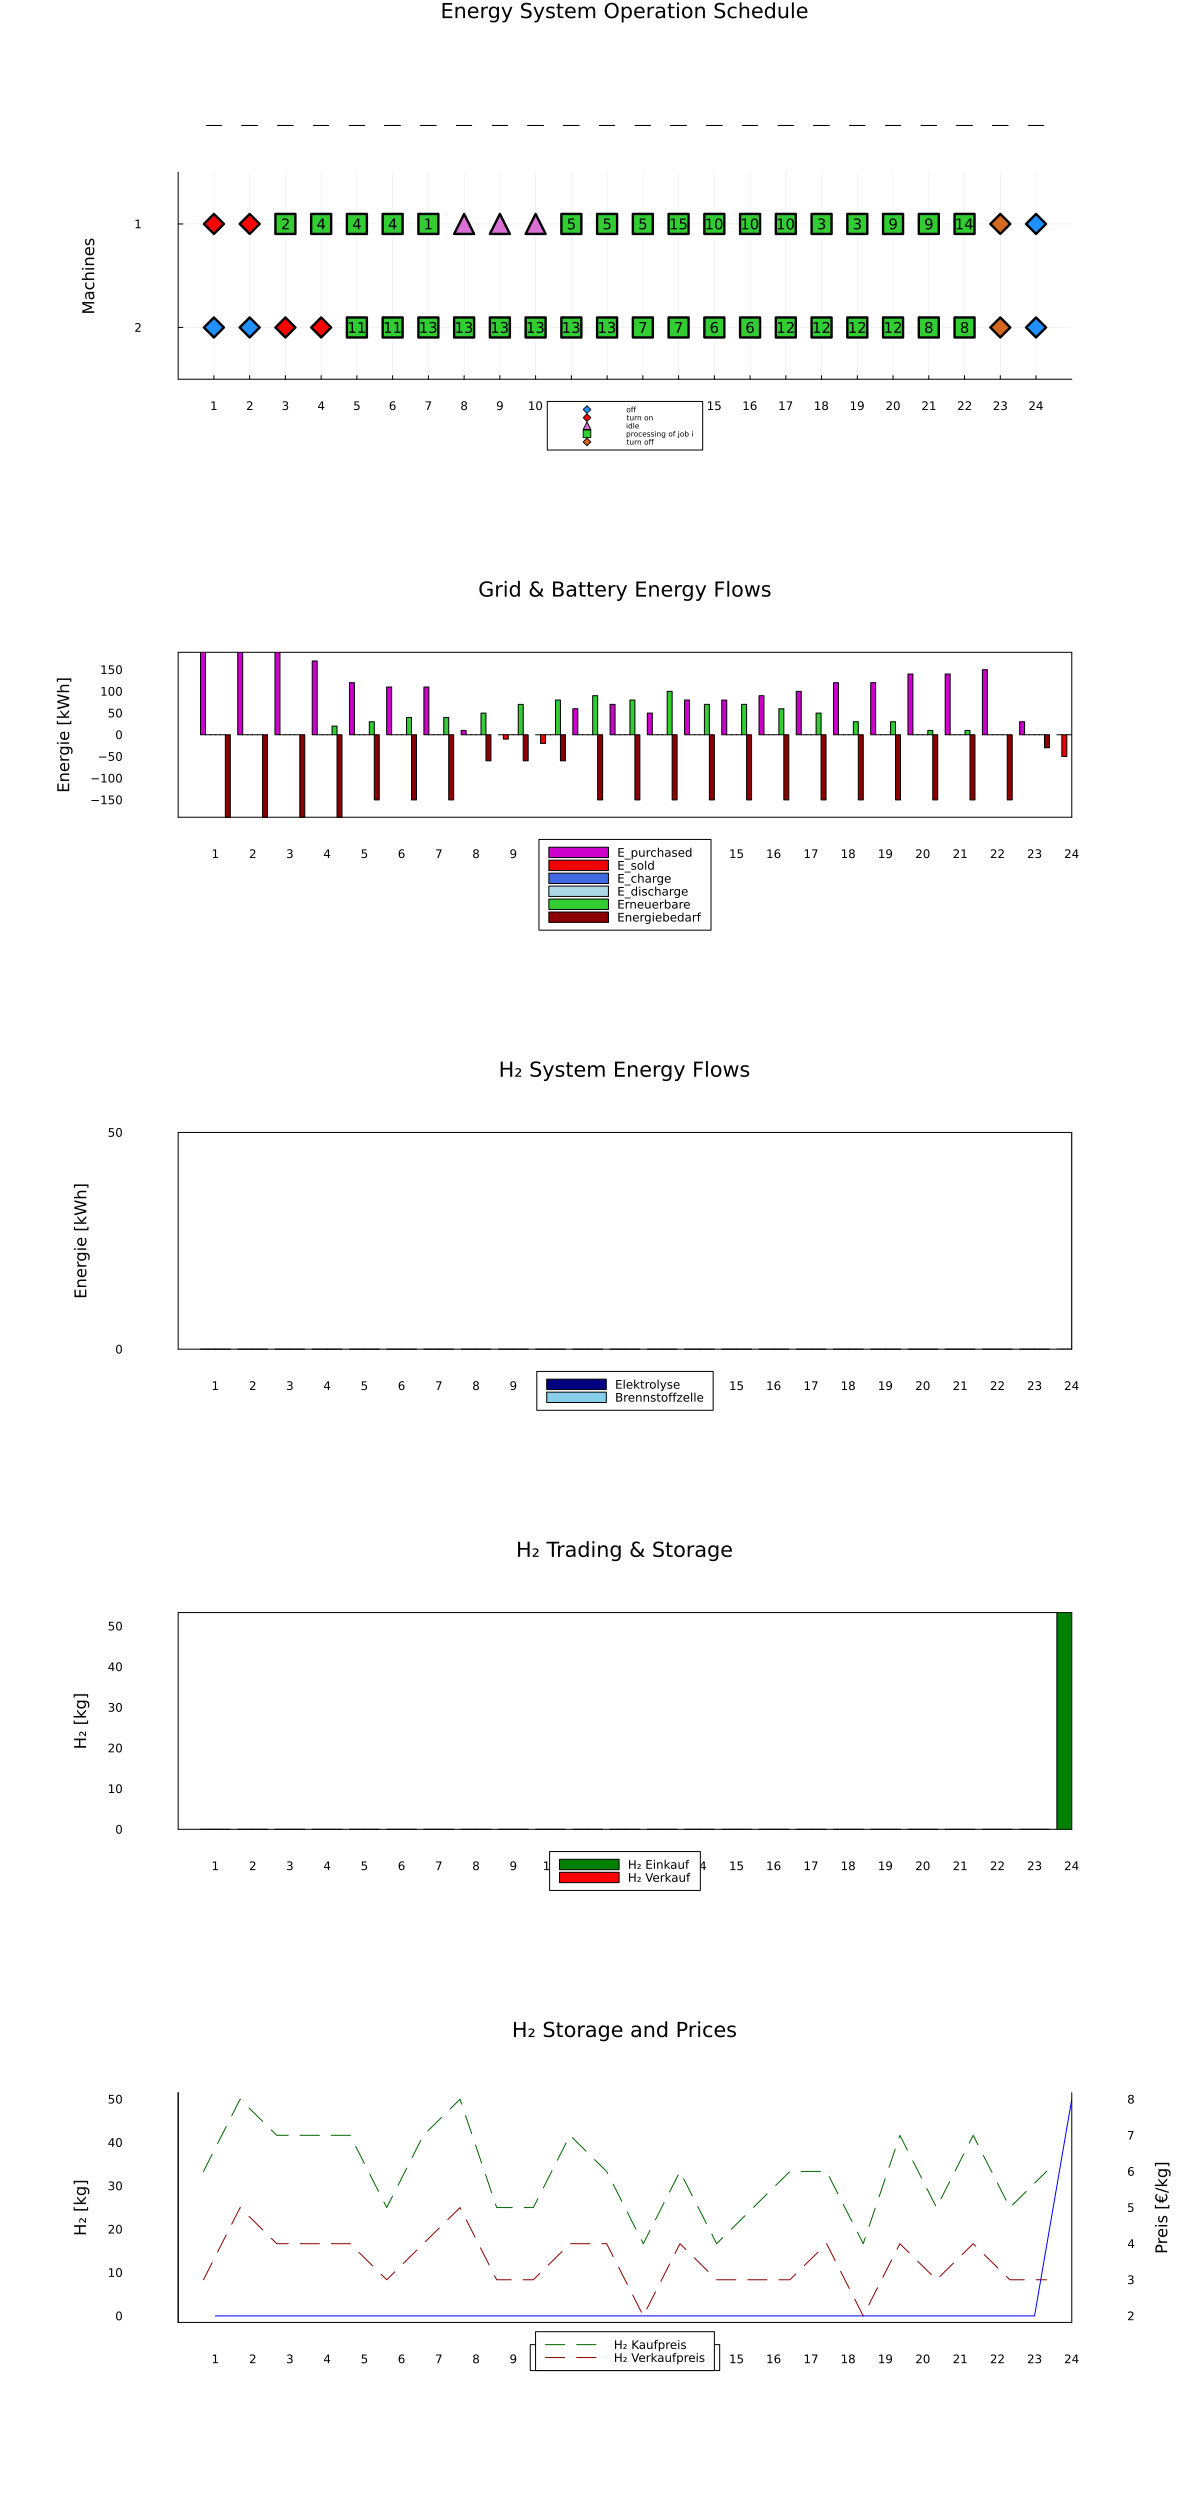 Energy System Operation Schedule
Machines
1
2 4 4 4 1 5 5 5 15 10 10 10 3 3 9 9 14
2
11 11 13 13 13 13 13 13 7 7 6 6 12 12 12 12 8 8
1 2 3 4 5 6 7 8 9 10 15 16 17 18 19 20 21 22 23 24
off
turn on
idle
processing of job i
turn off
Grid & Battery Energy Flows
Energie [kWh]
150
100
50
0
−50
−100
−150
1 2 3 4 5 6 7 8 9 15 16 17 18 19 20 21 22 23 24
E_purchased
E_sold
E_charge
E_discharge
Erneuerbare
Energiebedarf
H₂ System Energy Flows
Energie [kWh]
50
0
1 2 3 4 5 6 7 8 9 15 16 17 18 19 20 21 22 23 24
Elektrolyse
Brennstoffzelle
H₂ Trading & Storage
H₂ [kg]
50
40
30
20
10
0
1 2 3 4 5 6 7 8 9 1 4 15 16 17 18 19 20 21 22 23 24
H₂ Einkauf
H₂ Verkauf
H₂ Storage and Prices
H₂ [kg]
50
40
30
20
10
0
8
7
6
5
4
3
2
Preis [€/kg]
1 2 3 4 5 6 7 8 9 15 16 17 18 19 20 21 22 23 24
H₂ Kaufpreis
H₂ Verkaufpreis